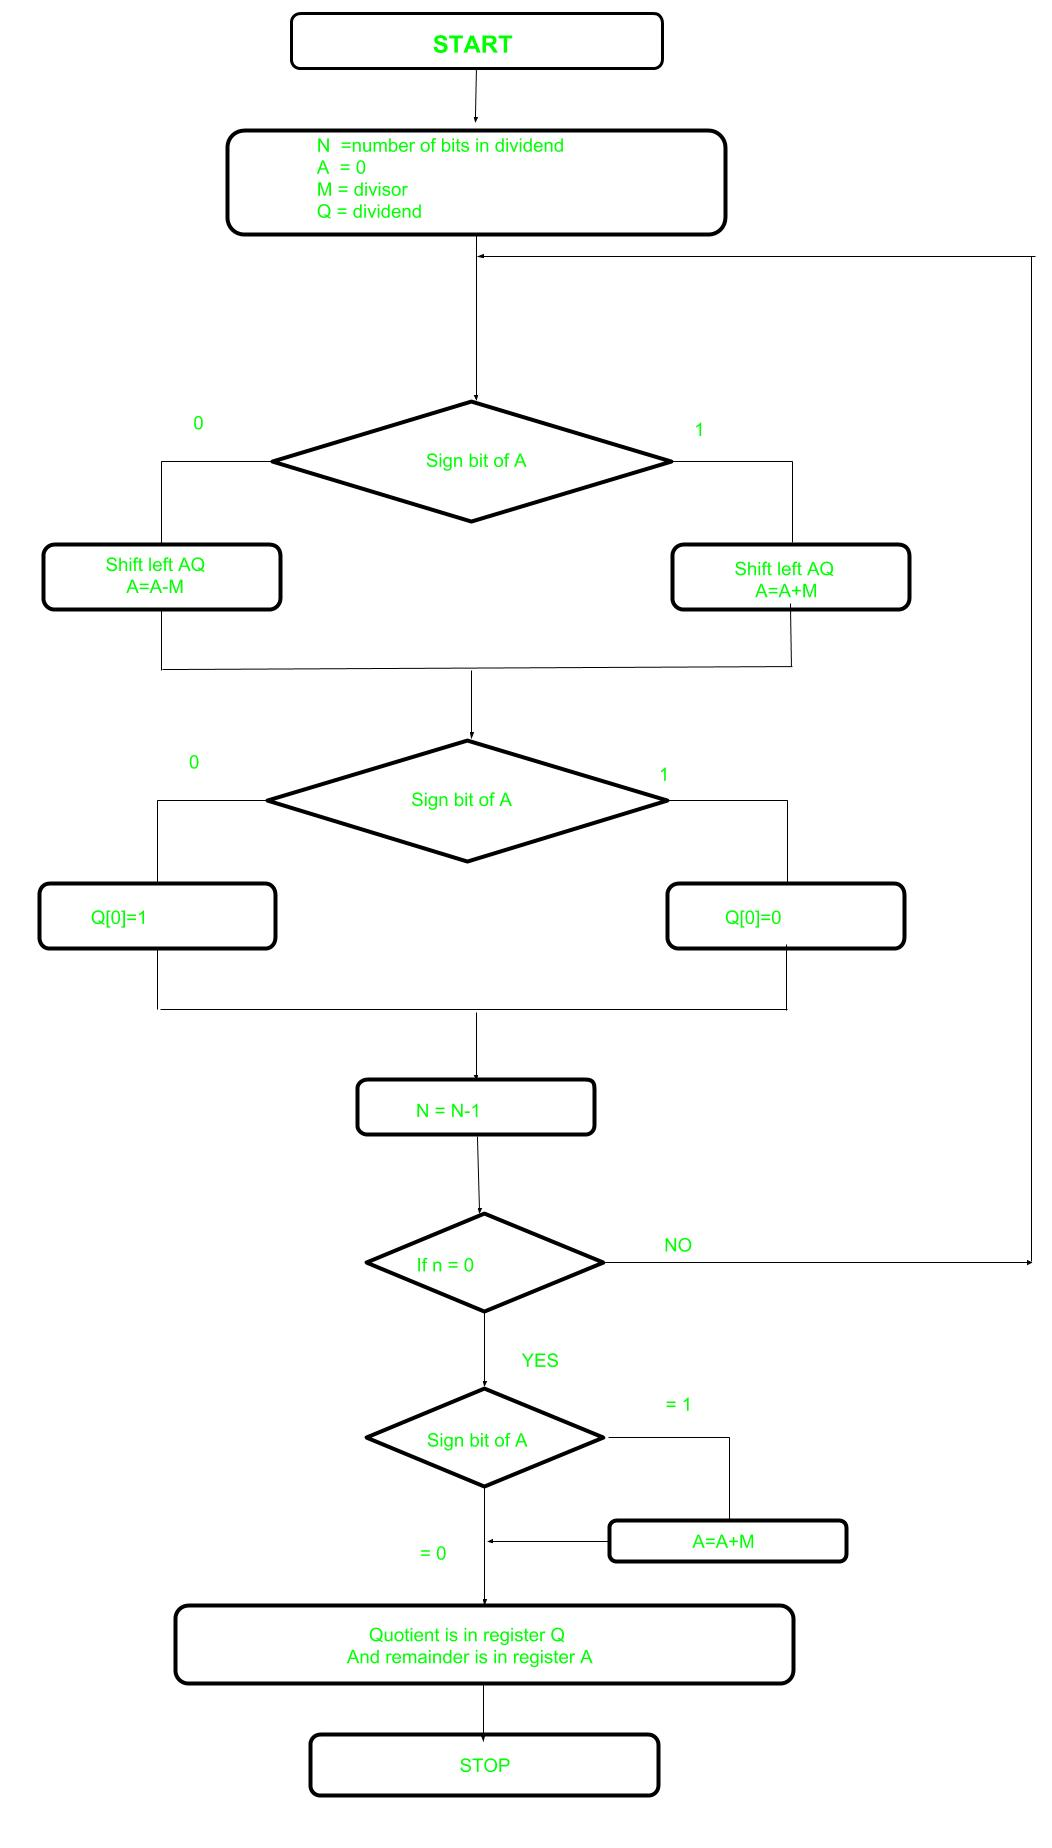 START
N  =number of bits in dividend
A  = 0
M = divisor
Q = dividend
0
1
Sign bit of A
Shift left AQ
A=A-M
Shift left AQ
A=A+M
0
1
Sign bit of A
Q[0]=1
Q[0]=0
N = N-1
If n = 0
NO
YES
= 1
Sign bit of A
A=A+M
= 0
Quotient is in register Q
And remainder is in register A
STOP